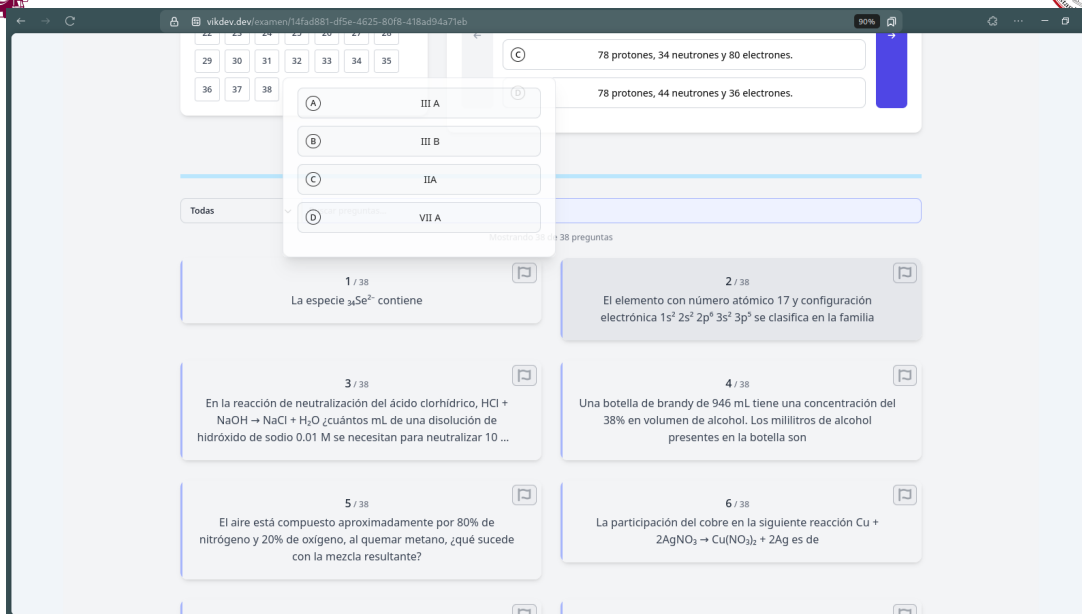 vikdev.dev/examen/14fad881-df5e-4625-80f8-418ad94a71eb
90%
22 23 24 25 26 27 28
29 30 31 32 33 34 35
36 37 38
C 78 protones, 34 neutrones y 80 electrones.
D 78 protones, 44 neutrones y 36 electrones.
A III A
B III B
C IIA
D VII A
Todas
Mostrando 38 de 38 preguntas
1 / 38
La especie ₃₄Se²⁻ contiene
2 / 38
El elemento con número atómico 17 y configuración
electrónica 1s² 2s² 2p⁶ 3s² 3p⁵ se clasifica en la familia
3 / 38
En la reacción de neutralización del ácido clorhídrico, HCl +
NaOH → NaCl + H₂O ¿cuántos mL de una disolución de
hidróxido de sodio 0.01 M se necesitan para neutralizar 10 ...
4 / 38
Una botella de brandy de 946 mL tiene una concentración del
38% en volumen de alcohol. Los mililitros de alcohol
presentes en la botella son
5 / 38
El aire está compuesto aproximadamente por 80% de
nitrógeno y 20% de oxígeno, al quemar metano, ¿qué sucede
con la mezcla resultante?
6 / 38
La participación del cobre en la siguiente reacción Cu +
2AgNO₃ → Cu(NO₃)₂ + 2Ag es de